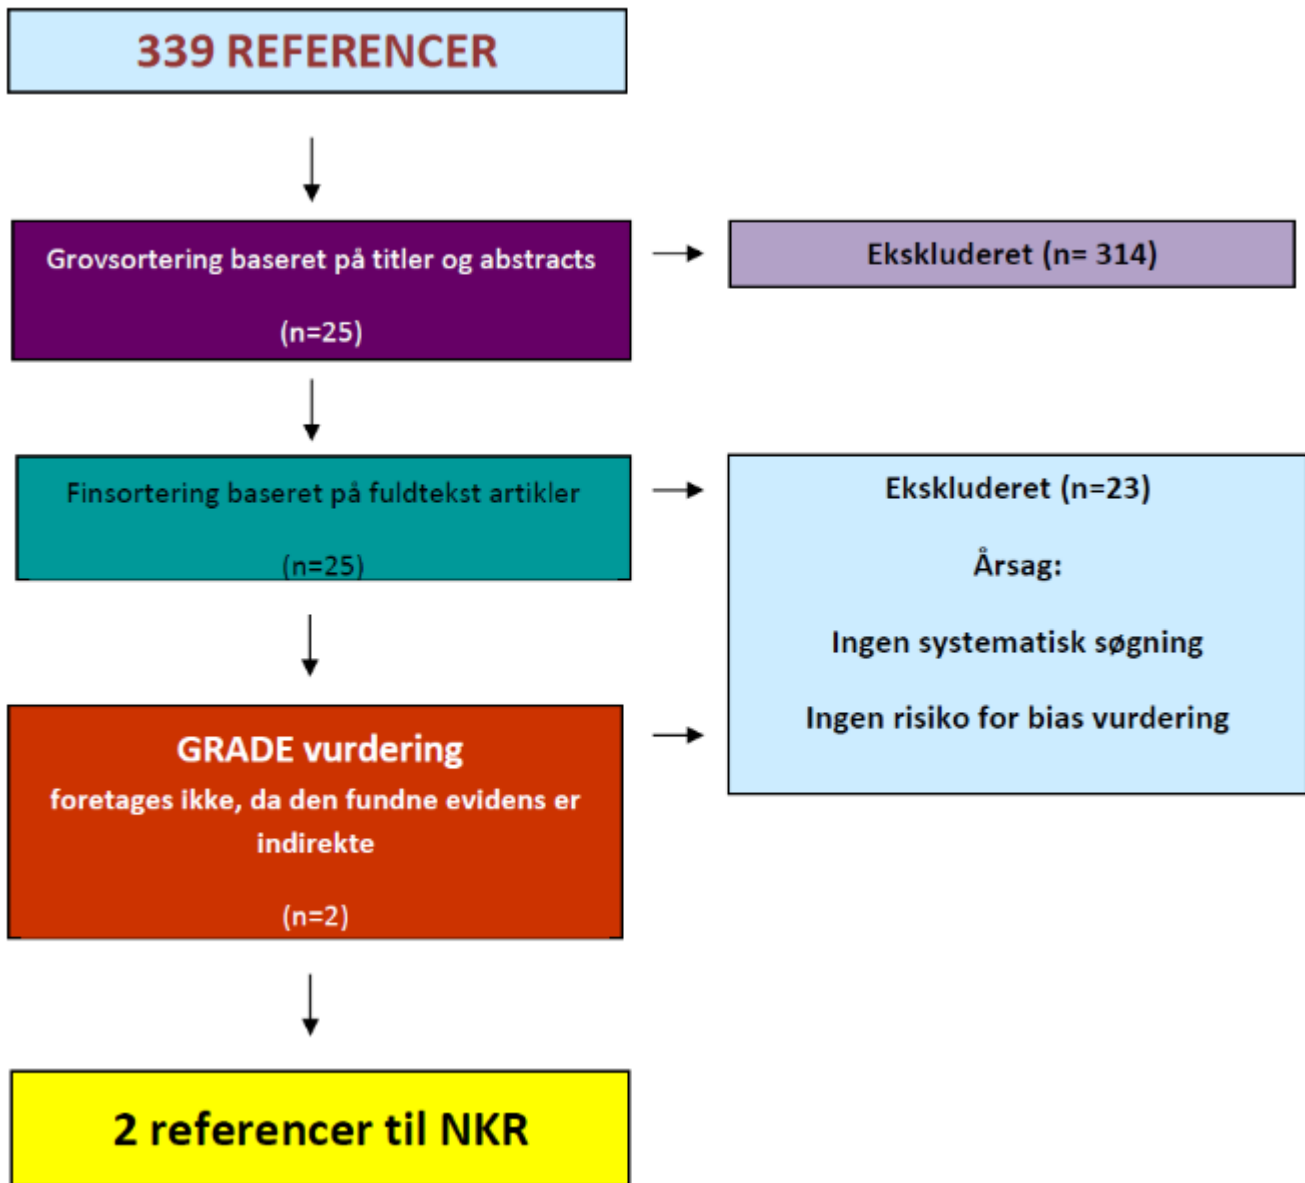 339 REFERENCER
Grovsortering baseret på titler og abstracts
(n=25)
Ekskluderet (n= 314)
Finsortering baseret på fuldtekst artikler
(n=25)
Ekskluderet (n=23)
Årsag:
Ingen systematisk søgning
Ingen risiko for bias vurdering
GRADE vurdering
foretages ikke, da den fundne evidens er
indirekte
(n=2)
2 referencer til NKR